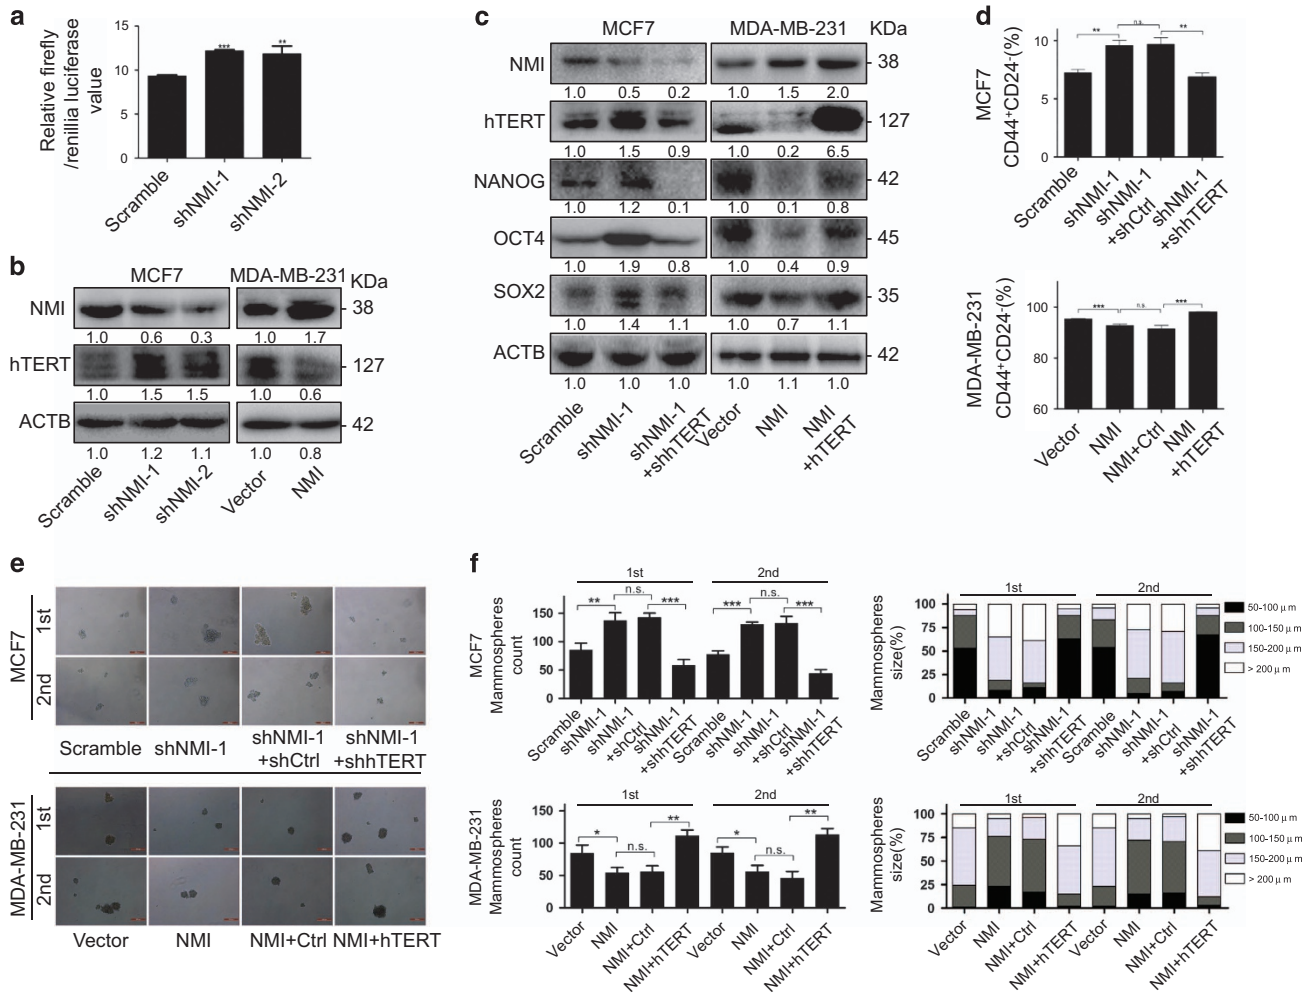 a
Relative firefly
/renillia luciferase
value
15
10
5
0
***
**
Scramble
shNMI-1
shNMI-2
b
MCF7
MDA-MB-231
KDa
NMI
38
1.0 0.6 0.3 1.0 1.7
hTERT
127
1.0 1.5 1.5 1.0 0.6
ACTB
42
1.0 1.2 1.1 1.0 0.8
Scramble
shNMI-1
shNMI-2
Vector
NMI
c
MCF7
MDA-MB-231
KDa
NMI
38
1.0 0.5 0.2 1.0 1.5 2.0
hTERT
127
1.0 1.5 0.9 1.0 0.2 6.5
NANOG
42
1.0 1.2 0.1 1.0 0.1 0.8
OCT4
45
1.0 1.9 0.8 1.0 0.4 0.9
SOX2
35
1.0 1.4 1.1 1.0 0.7 1.1
ACTB
42
1.0 1.0 1.0 1.0 1.1 1.0
Scramble
shNMI-1
shNMI-1
+shhTERT
Vector
NMI
NMI
+hTERT
d
MCF7
CD44+CD24-(%)
10
5
0
**
n.s.
**
Scramble
shNMI-1
shNMI-1
+shCtrl
shNMI-1
+shhTERT
MDA-MB-231
CD44+CD24-(%)
100
80
60
***
n.s.
***
Vector
NMI
NMI+Ctrl
NMI
+hTERT
e
MCF7
1st
2nd
Scramble
shNMI-1
shNMI-1
+shCtrl
shNMI-1
+shhTERT
MDA-MB-231
1st
2nd
Vector
NMI
NMI+Ctrl
NMI+hTERT
f
MCF7
Mammospheres
count
150
100
50
0
1st
2nd
**
n.s.
***
***
n.s.
***
Scramble
shNMI-1
shNMI-1
+shCtrl
shNMI-1
+shhTERT
Scramble
shNMI-1
shNMI-1
+shCtrl
shNMI-1
+shhTERT
Mammospheres
size(%)
100
75
50
25
0
1st
2nd
50-100 μm
100-150 μm
150-200 μm
> 200 μm
Scramble
shNMI-1
shNMI-1
+shCtrl
shNMI-1
+shhTERT
Scramble
shNMI-1
shNMI-1
+shCtrl
shNMI-1
+shhTERT
MDA-MB-231
Mammospheres
count
150
100
50
0
1st
2nd
*
n.s.
**
*
n.s.
**
Vector
NMI
NMI+Ctrl
NMI+hTERT
Vector
NMI
NMI+Ctrl
NMI+hTERT
Mammospheres
size(%)
100
75
50
25
0
1st
2nd
50-100 μm
100-150 μm
150-200 μm
> 200 μm
Vector
NMI
NMI+Ctrl
NMI+hTERT
Vector
NMI
NMI+Ctrl
NMI+hTERT